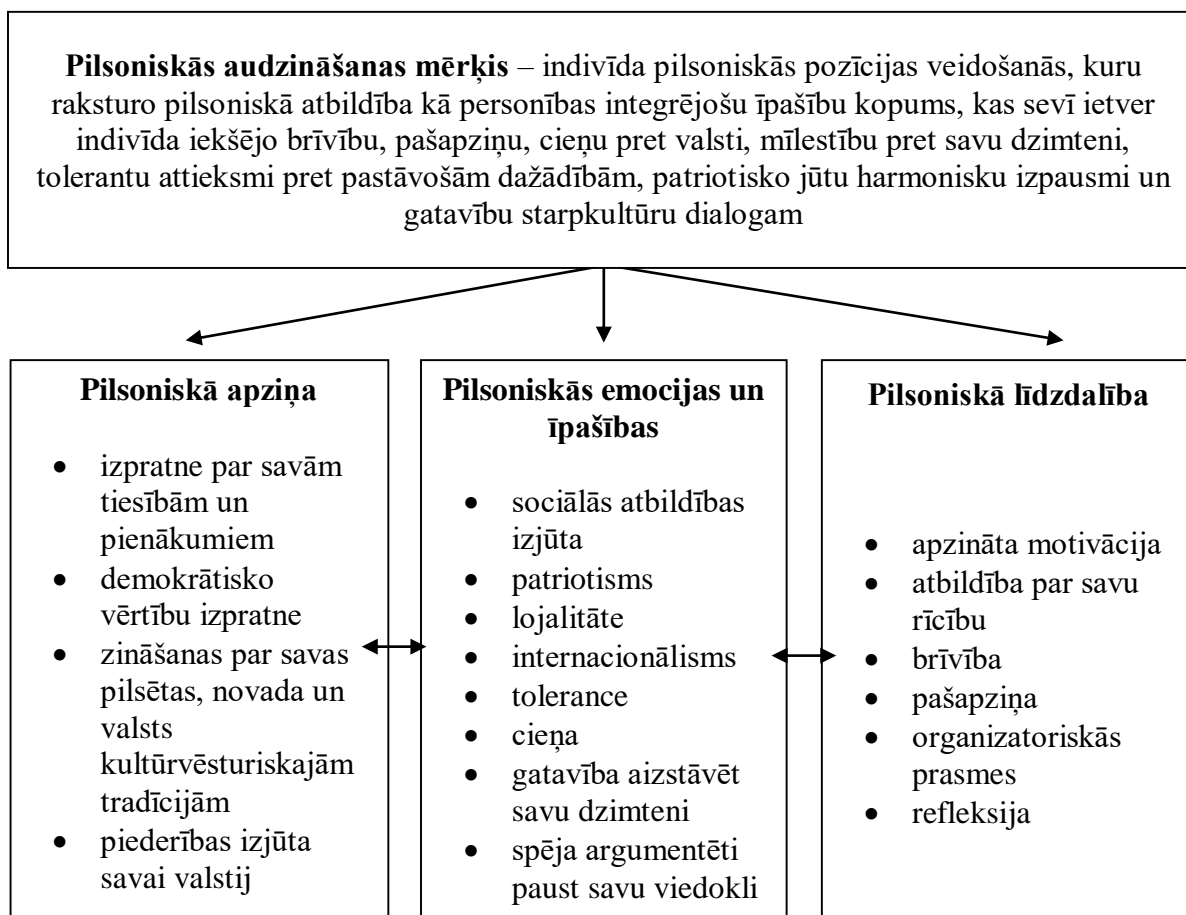 Pilsoniskās audzināšanas mērķis – indivīda pilsoniskās pozīcijas veidošanās, kuru
raksturo pilsoniskā atbildība kā personības integrējošu īpašību kopums, kas sevī ietver
indivīda iekšējo brīvību, pašapziņu, cieņu pret valsti, mīlestību pret savu dzimteni,
tolerantu attieksmi pret pastāvošām dažādībām, patriotisko jūtu harmonisku izpausmi un
gatavību starpkultūru dialogam
Pilsoniskā apziņa
• izpratne par savām
tiesībām un
pienākumiem
• demokrātisko
vērtību izpratne
• zināšanas par savas
pilsētas, novada un
valsts
kultūrvēsturiskajām
tradīcijām
• piederības izjūta
savai valstij
Pilsoniskās emocijas un
īpašības
• sociālās atbildības
izjūta
• patriotisms
• lojalitāte
• internacionālisms
• tolerance
• cieņa
• gatavība aizstāvēt
savu dzimteni
• spēja argumentēti
paust savu viedokli
Pilsoniskā līdzdalība
• apzināta motivācija
• atbildība par savu
rīcību
• brīvība
• pašapziņa
• organizatoriskās
prasmes
• refleksija